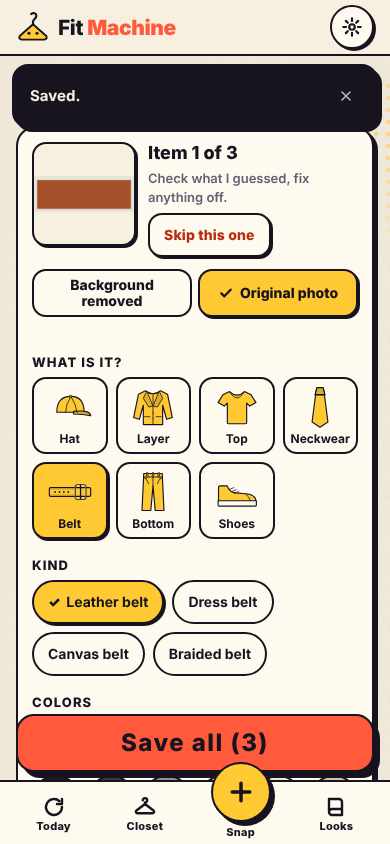 Fit Machine
Saved.
Item 1 of 3
Check what I guessed, fix
anything off.
Skip this one
Background
removed
Original photo
WHAT IS IT?
Hat
Layer
Top
Neckwear
Belt
Bottom
Shoes
KIND
Leather belt
Dress belt
Canvas belt
Braided belt
COLORS
Save all (3)
Today
Closet
Snap
Looks